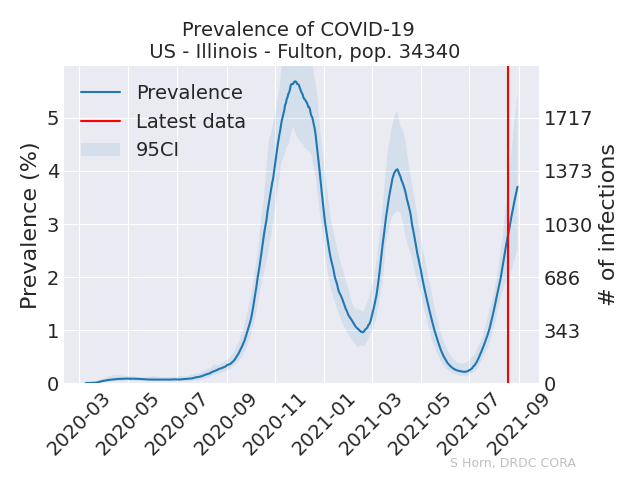 Prevalence of COVID-19
US - Illinois - Fulton, pop. 34340
Prevalence
Latest data
95CI
Prevalence (%)
5
4
3
2
1
0
1717
1373
1030
686
343
0
# of infections
2020-03
2020-05
2020-07
2020-09
2020-11
2021-01
2021-03
2021-05
2021-07
2021-09
S Horn, DRDC CORA